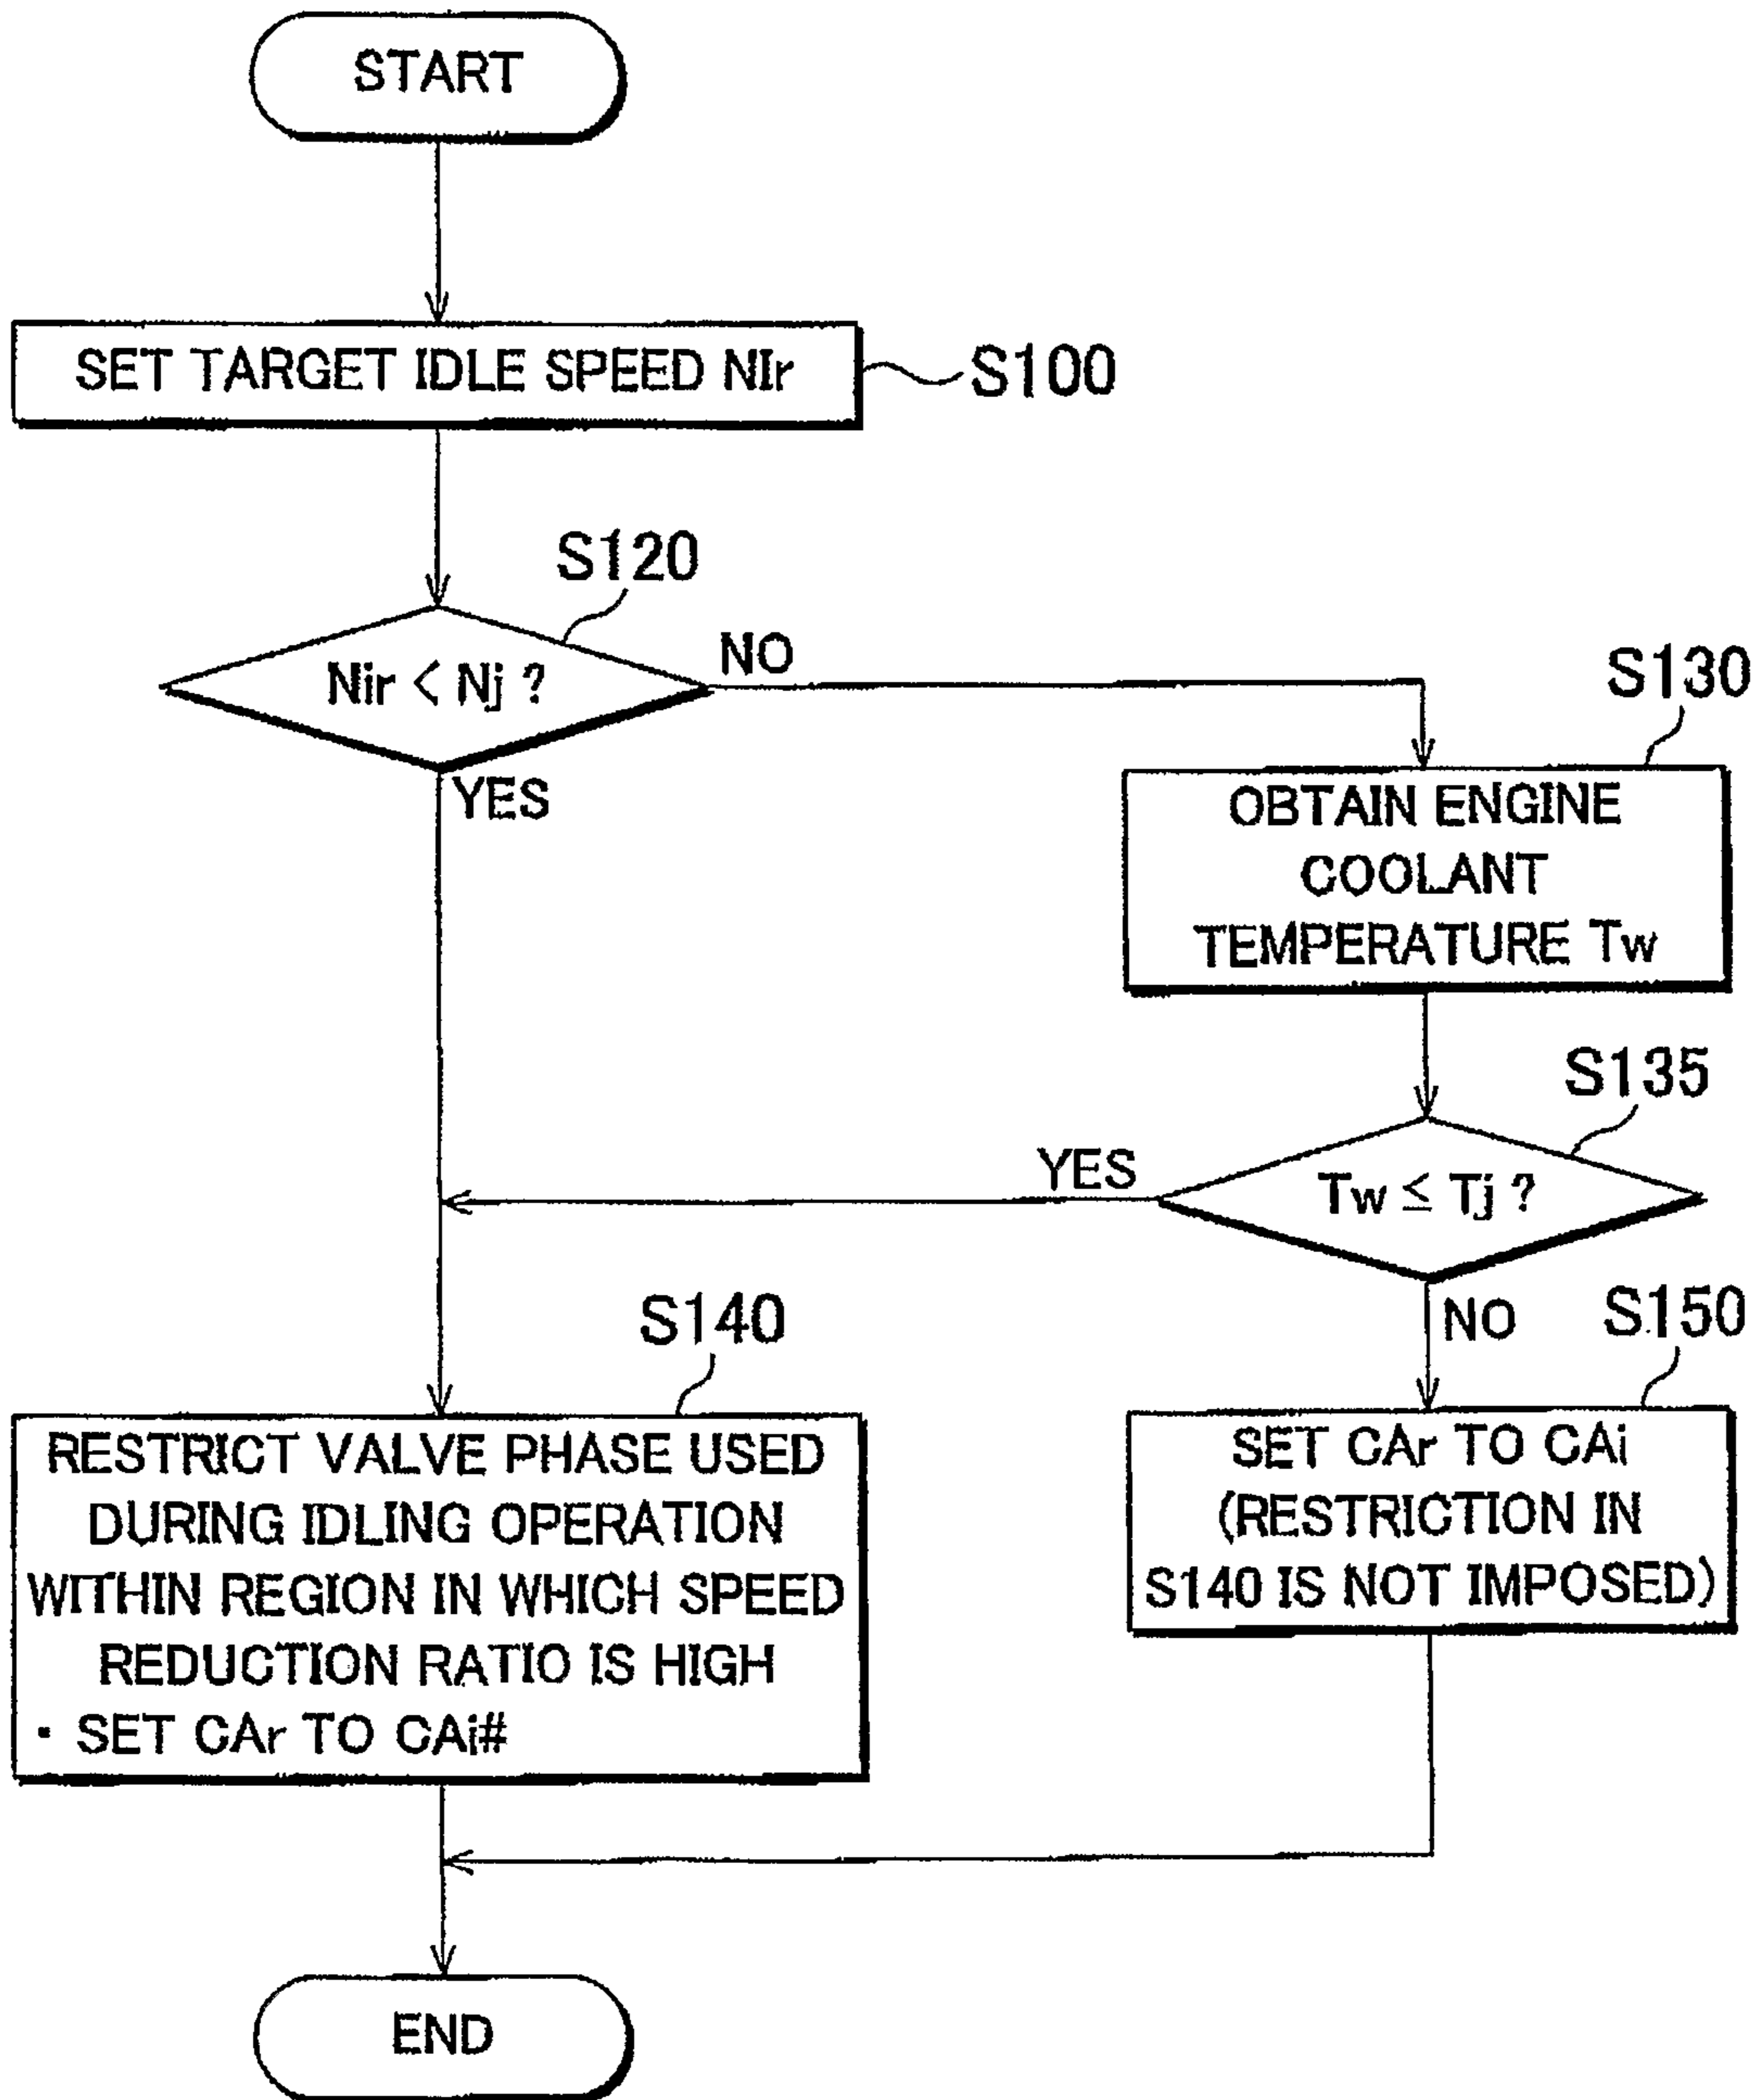 START
SET TARGET IDLE SPEED NIr
S100
S120
Nir < Nj ?
NO
YES
S130
OBTAIN ENGINE
COOLANT
TEMPERATURE Tw
S135
Tw ≤ Tj ?
YES
NO
S140
RESTRICT VALVE PHASE USED
DURING IDLING OPERATION
WITHIN REGION IN WHICH SPEED
REDUCTION RATIO IS HIGH
・ SET CAr TO CAi#
S150
SET CAr TO CAi
(RESTRICTION IN
S140 IS NOT IMPOSED)
END